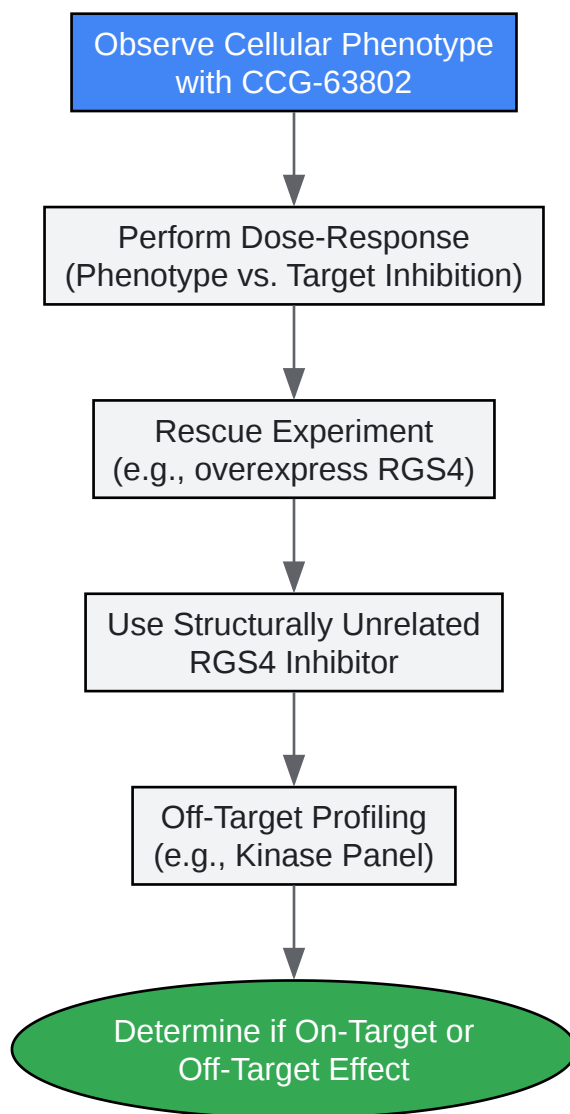 Observe Cellular Phenotype
with CCG-63802
Perform Dose-Response
(Phenotype vs. Target Inhibition)
Rescue Experiment
(e.g., overexpress RGS4)
Use Structurally Unrelated
RGS4 Inhibitor
Off-Target Profiling
(e.g., Kinase Panel)
Determine if On-Target or
Off-Target Effect